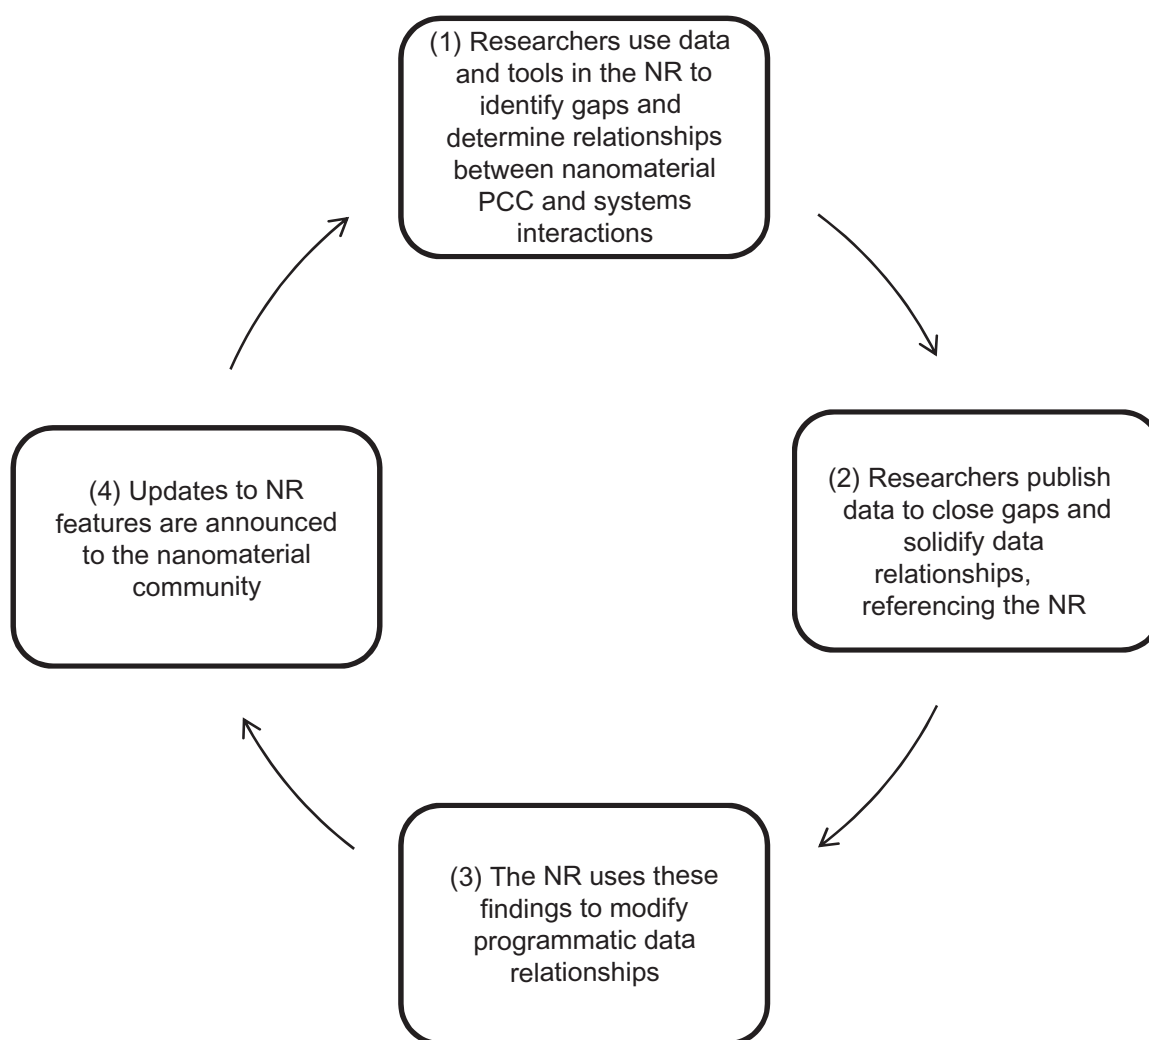 (1) Researchers use data
and tools in the NR to
identify gaps and
determine relationships
between nanomaterial
PCC and systems
interactions
(2) Researchers publish
data to close gaps and
solidify data
relationships,
referencing the NR
(3) The NR uses these
findings to modify
programmatic data
relationships
(4) Updates to NR
features are announced
to the nanomaterial
community